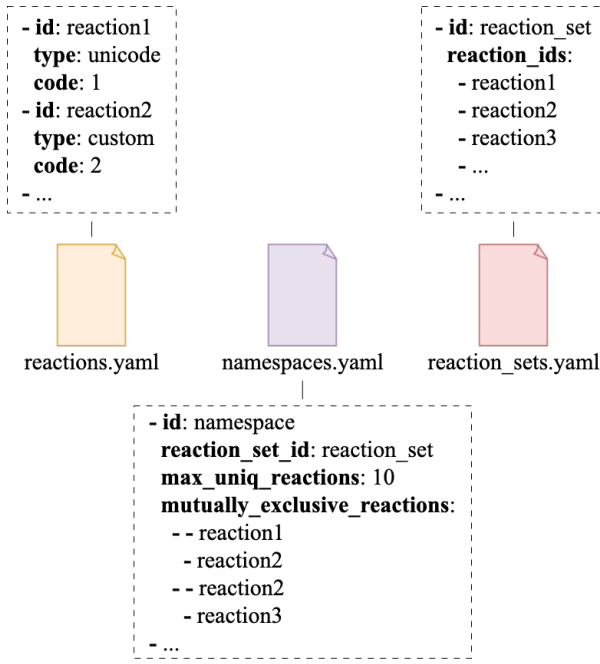 - id: reaction1
type: unicode
code: 1
- id: reaction2
type: custom
code: 2
- ...
- id: reaction_set
reaction_ids:
- reaction1
- reaction2
- reaction3
- ...
- ...
reactions.yaml
namespaces.yaml
reaction_sets.yaml
- id: namespace
reaction_set_id: reaction_set
max_uniq_reactions: 10
mutually_exclusive_reactions:
- - reaction1
- reaction2
- - reaction2
- reaction3
- ...